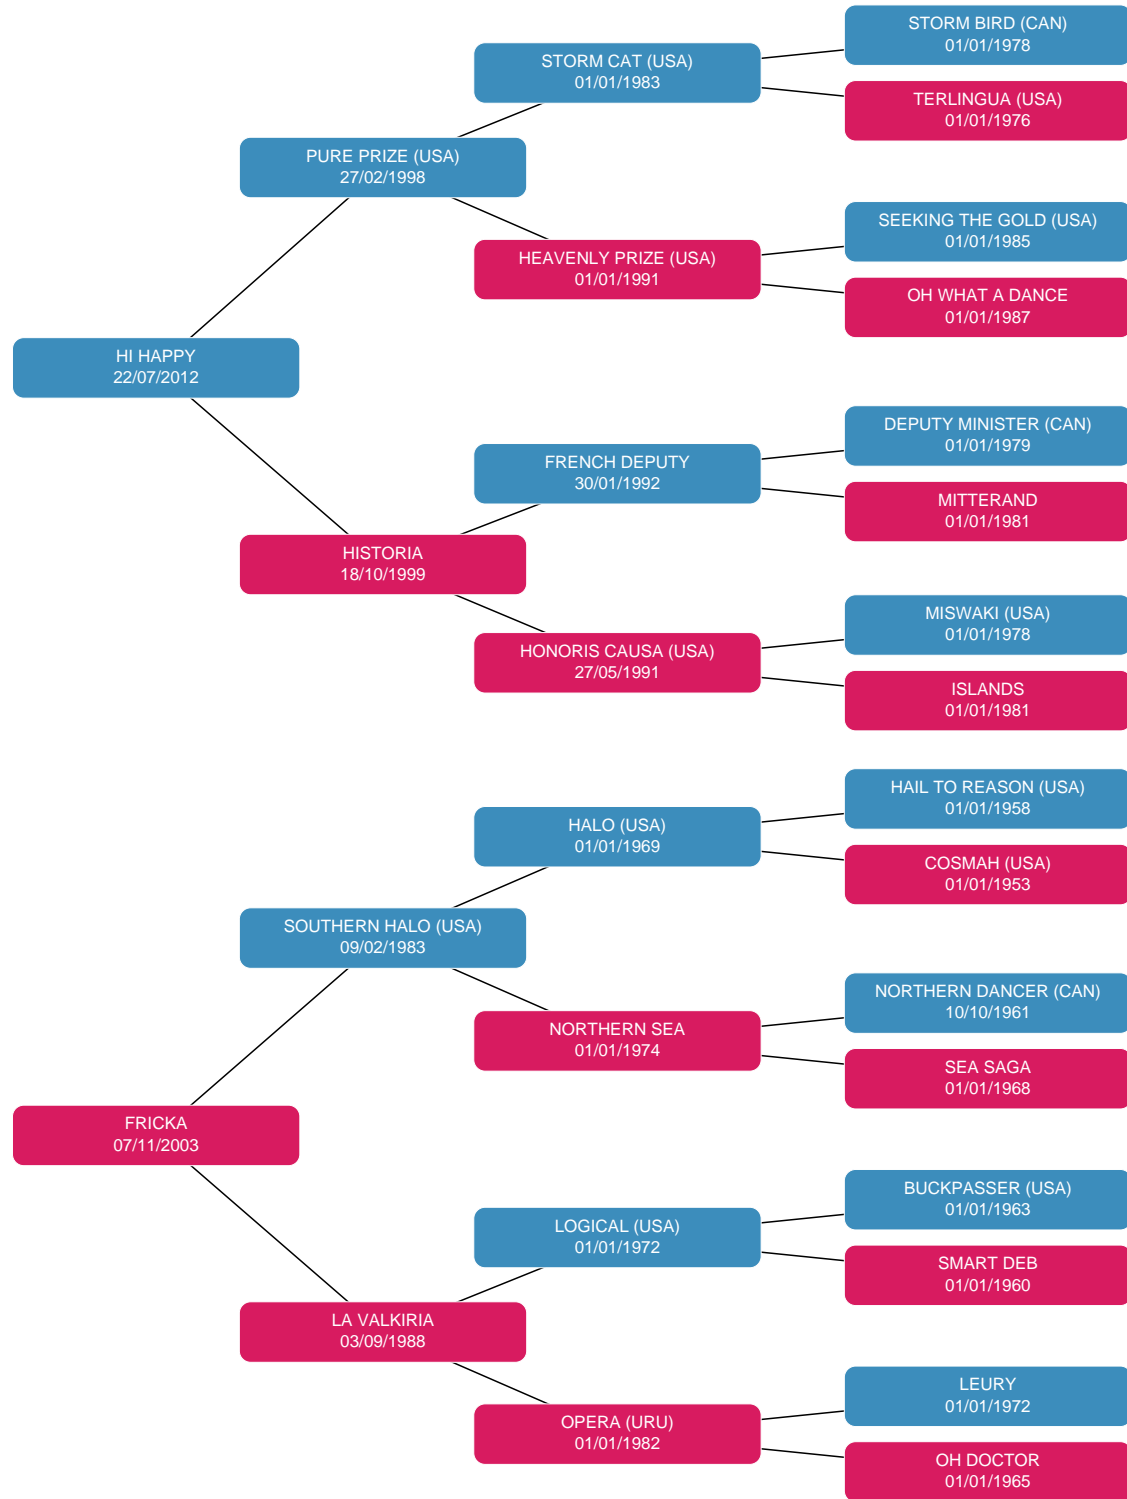 STORM BIRD (CAN)
01/01/1978
STORM CAT (USA)
01/01/1983
TERLINGUA (USA)
01/01/1976
PURE PRIZE (USA)
27/02/1998
SEEKING THE GOLD (USA)
01/01/1985
HEAVENLY PRIZE (USA)
01/01/1991
OH WHAT A DANCE
01/01/1987
HI HAPPY
22/07/2012
DEPUTY MINISTER (CAN)
01/01/1979
FRENCH DEPUTY
30/01/1992
MITTERAND
01/01/1981
HISTORIA
18/10/1999
MISWAKI (USA)
01/01/1978
HONORIS CAUSA (USA)
27/05/1991
ISLANDS
01/01/1981
HAIL TO REASON (USA)
01/01/1958
HALO (USA)
01/01/1969
COSMAH (USA)
01/01/1953
SOUTHERN HALO (USA)
09/02/1983
NORTHERN DANCER (CAN)
10/10/1961
NORTHERN SEA
01/01/1974
SEA SAGA
01/01/1968
FRICKA
07/11/2003
BUCKPASSER (USA)
01/01/1963
LOGICAL (USA)
01/01/1972
SMART DEB
01/01/1960
LA VALKIRIA
03/09/1988
LEURY
01/01/1972
OPERA (URU)
01/01/1982
OH DOCTOR
01/01/1965